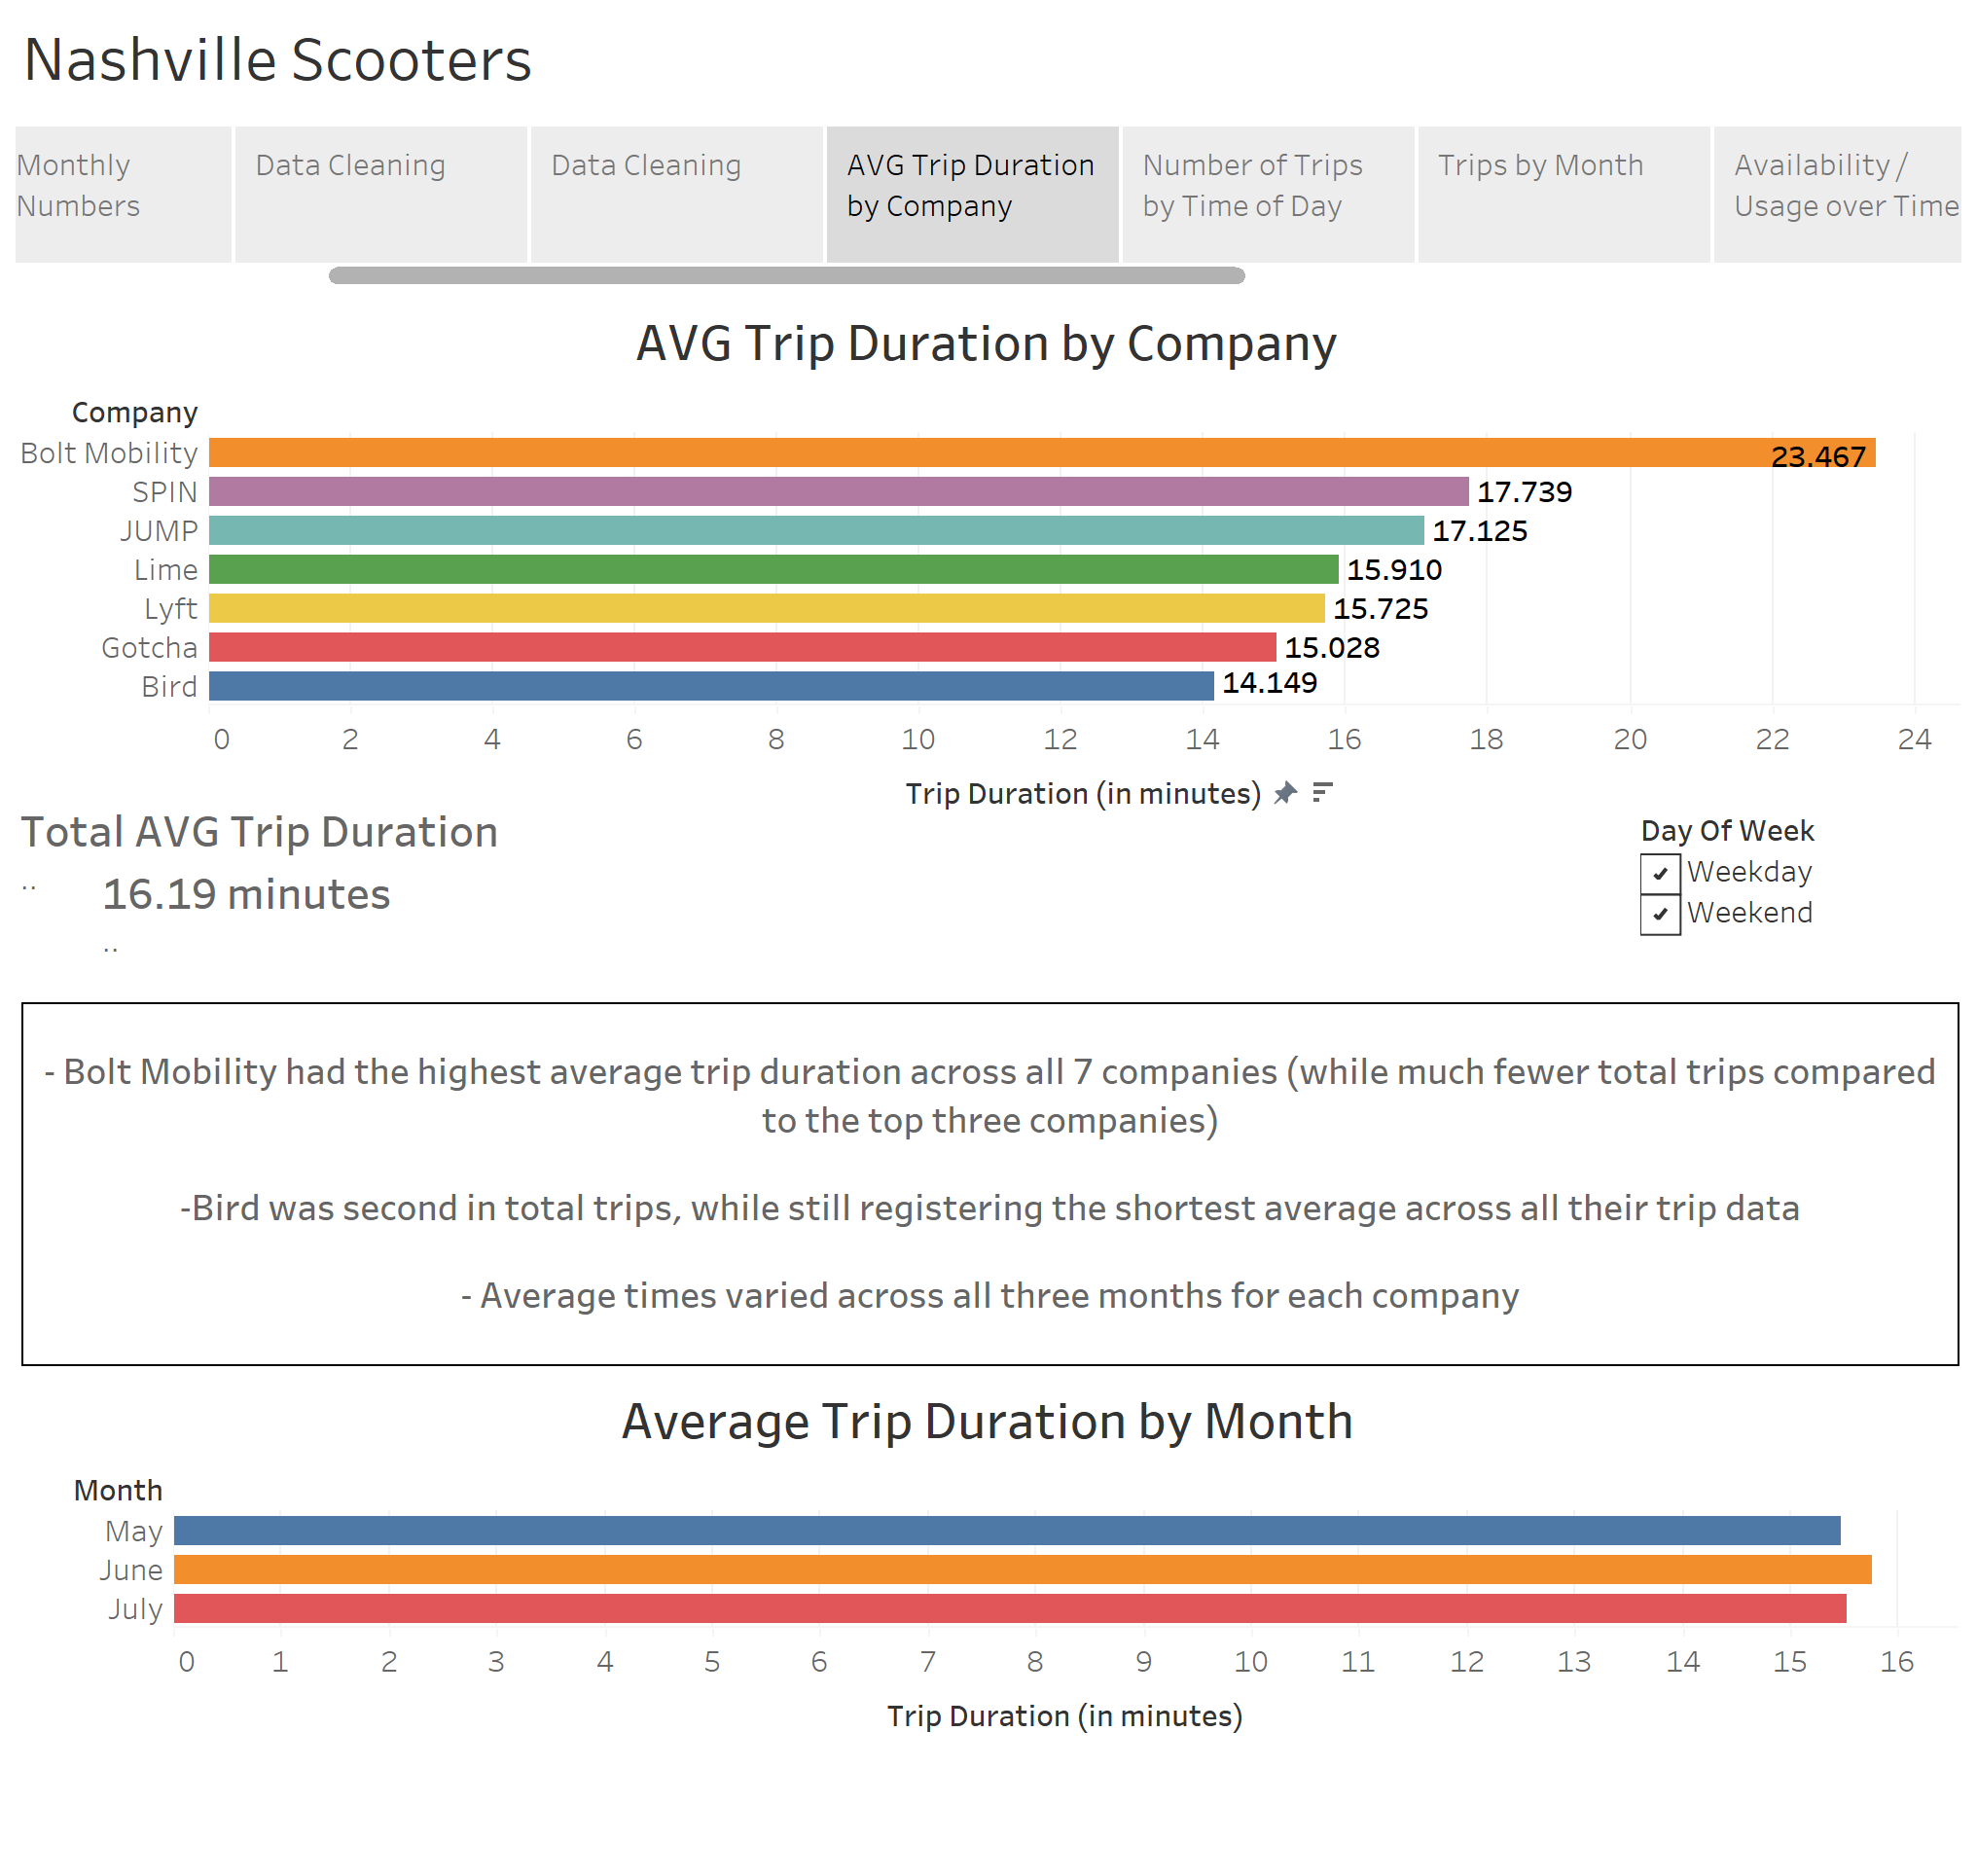 Nashville Scooters
Monthly
Numbers
Data Cleaning
Data Cleaning
AVG Trip Duration
by Company
Number of Trips
by Time of Day
Trips by Month
Availability /
Usage over Time
AVG Trip Duration by Company
Company
Bolt Mobility 23.467
SPIN 17.739
JUMP 17.125
Lime 15.910
Lyft 15.725
Gotcha 15.028
Bird 14.149
0 2 4 6 8 10 12 14 16 18 20 22 24
Trip Duration (in minutes)
Total AVG Trip Duration
.. 16.19 minutes
..
Day Of Week
Weekday
Weekend
- Bolt Mobility had the highest average trip duration across all 7 companies (while much fewer total trips compared
to the top three companies)
-Bird was second in total trips, while still registering the shortest average across all their trip data
- Average times varied across all three months for each company
Average Trip Duration by Month
Month
May
June
July
0 1 2 3 4 5 6 7 8 9 10 11 12 13 14 15 16
Trip Duration (in minutes)